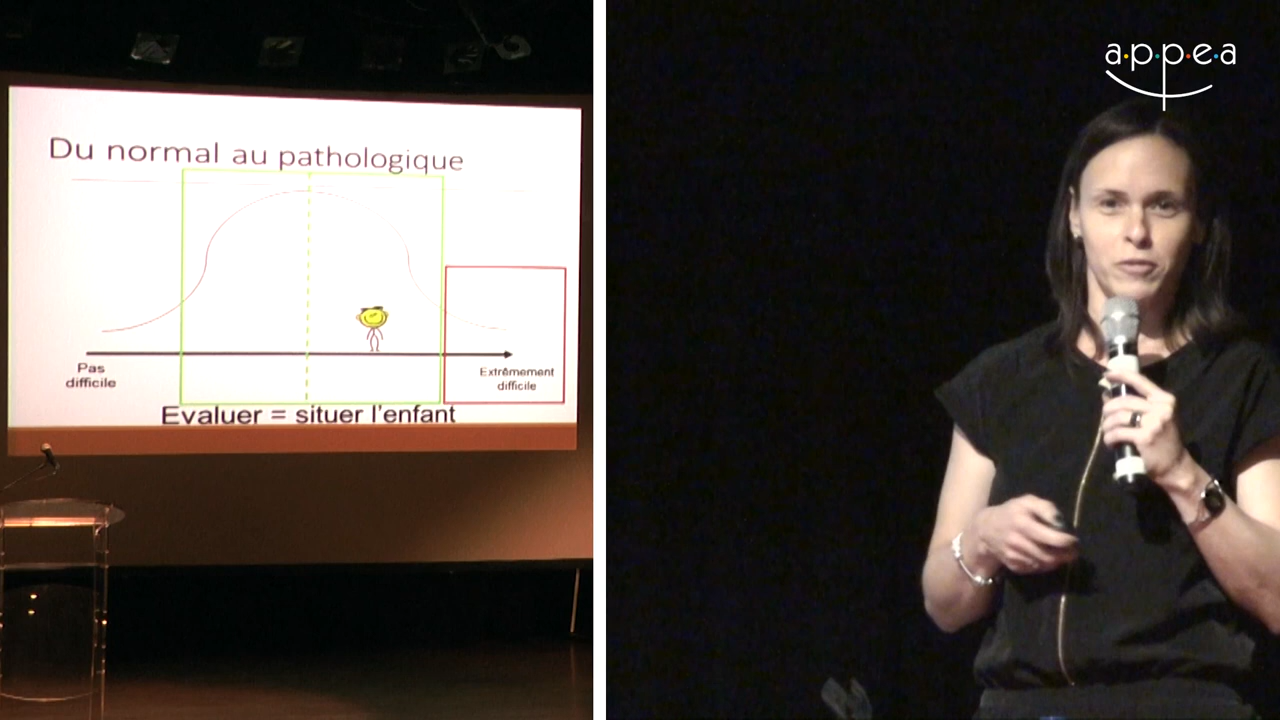 Du normal au pathologique
Pas
difficile
Extrêmement
difficile
Evaluer = situer l'enfant
a·p·p·e·a